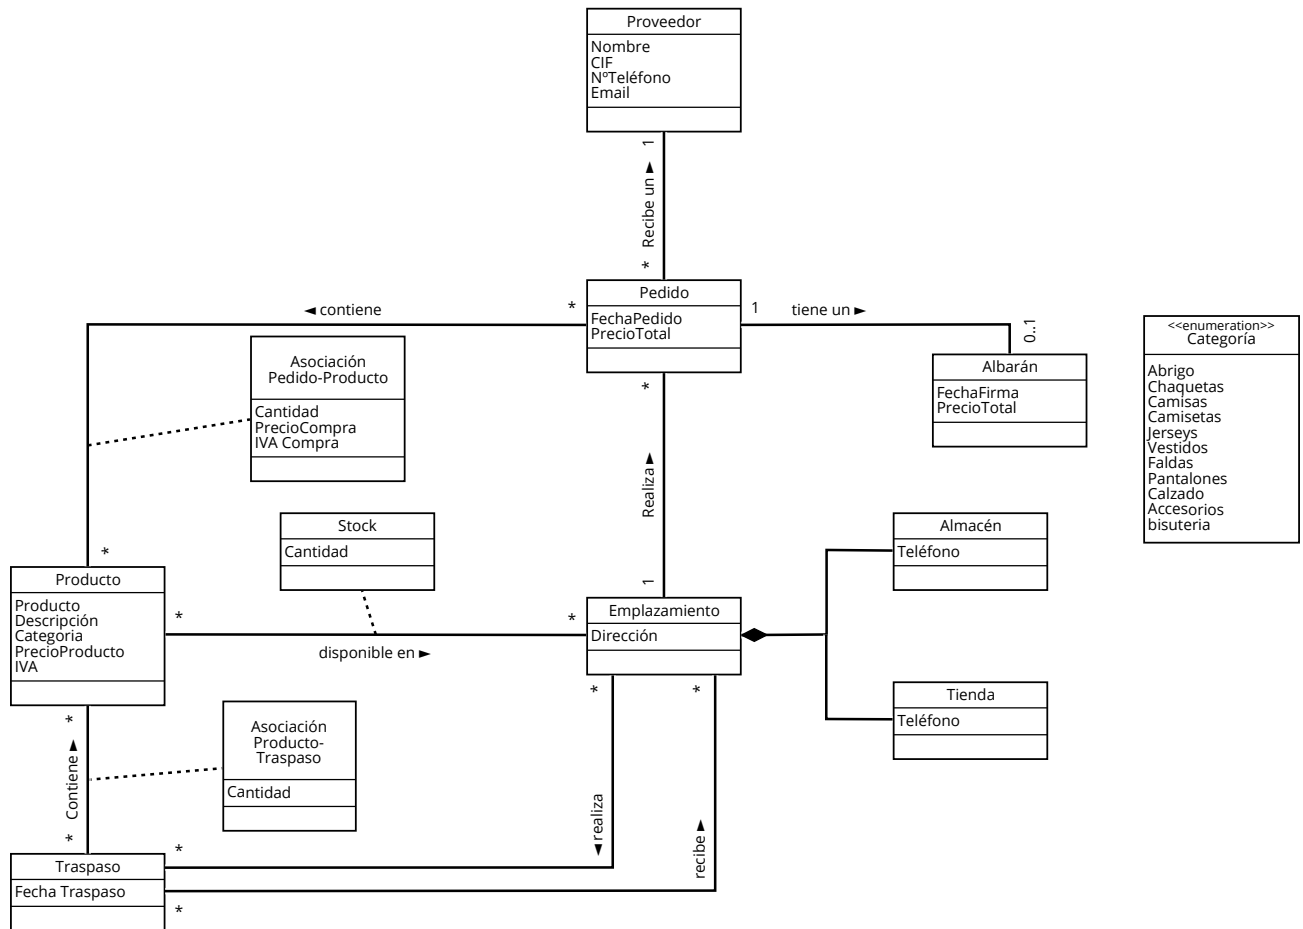 Proveedor
Nombre
CIF
NºTeléfono
Email
1
Recibe un ►
*
Pedido
FechaPedido
PrecioTotal
◄ contiene
*
1
tiene un ►
0..1
Albarán
FechaFirma
PrecioTotal
<<enumeration>>
Categoría
Abrigo
Chaquetas
Camisas
Camisetas
Jerseys
Vestidos
Faldas
Pantalones
Calzado
Accesorios
bisuteria
Asociación
Pedido-Producto
Cantidad
PrecioCompra
IVA Compra
*
Realiza ►
1
*
Stock
Cantidad
Almacén
Teléfono
Producto
Producto
Descripción
Categoria
PrecioProducto
IVA
*
*
disponible en ►
Emplazamiento
Dirección
Tienda
Teléfono
*
Contiene ►
*
Asociación
Producto-
Traspaso
Cantidad
*
*
◄ realiza
recibe ►
*
*
Traspaso
Fecha Traspaso